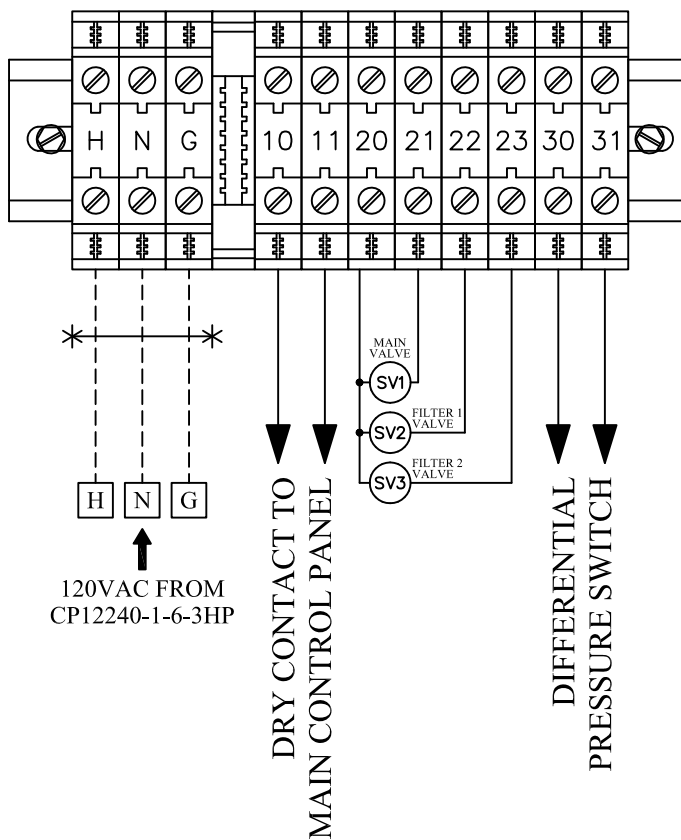 H N G 10 11 20 21 22 23 30 31
MAIN
VALVE
SV1
FILTER 1
VALVE
SV2
FILTER 2
VALVE
SV3
H N G
120VAC FROM
CP12240-1-6-3HP
DRY CONTACT TO
MAIN CONTROL PANEL
DIFFERENTIAL
PRESSURE SWITCH